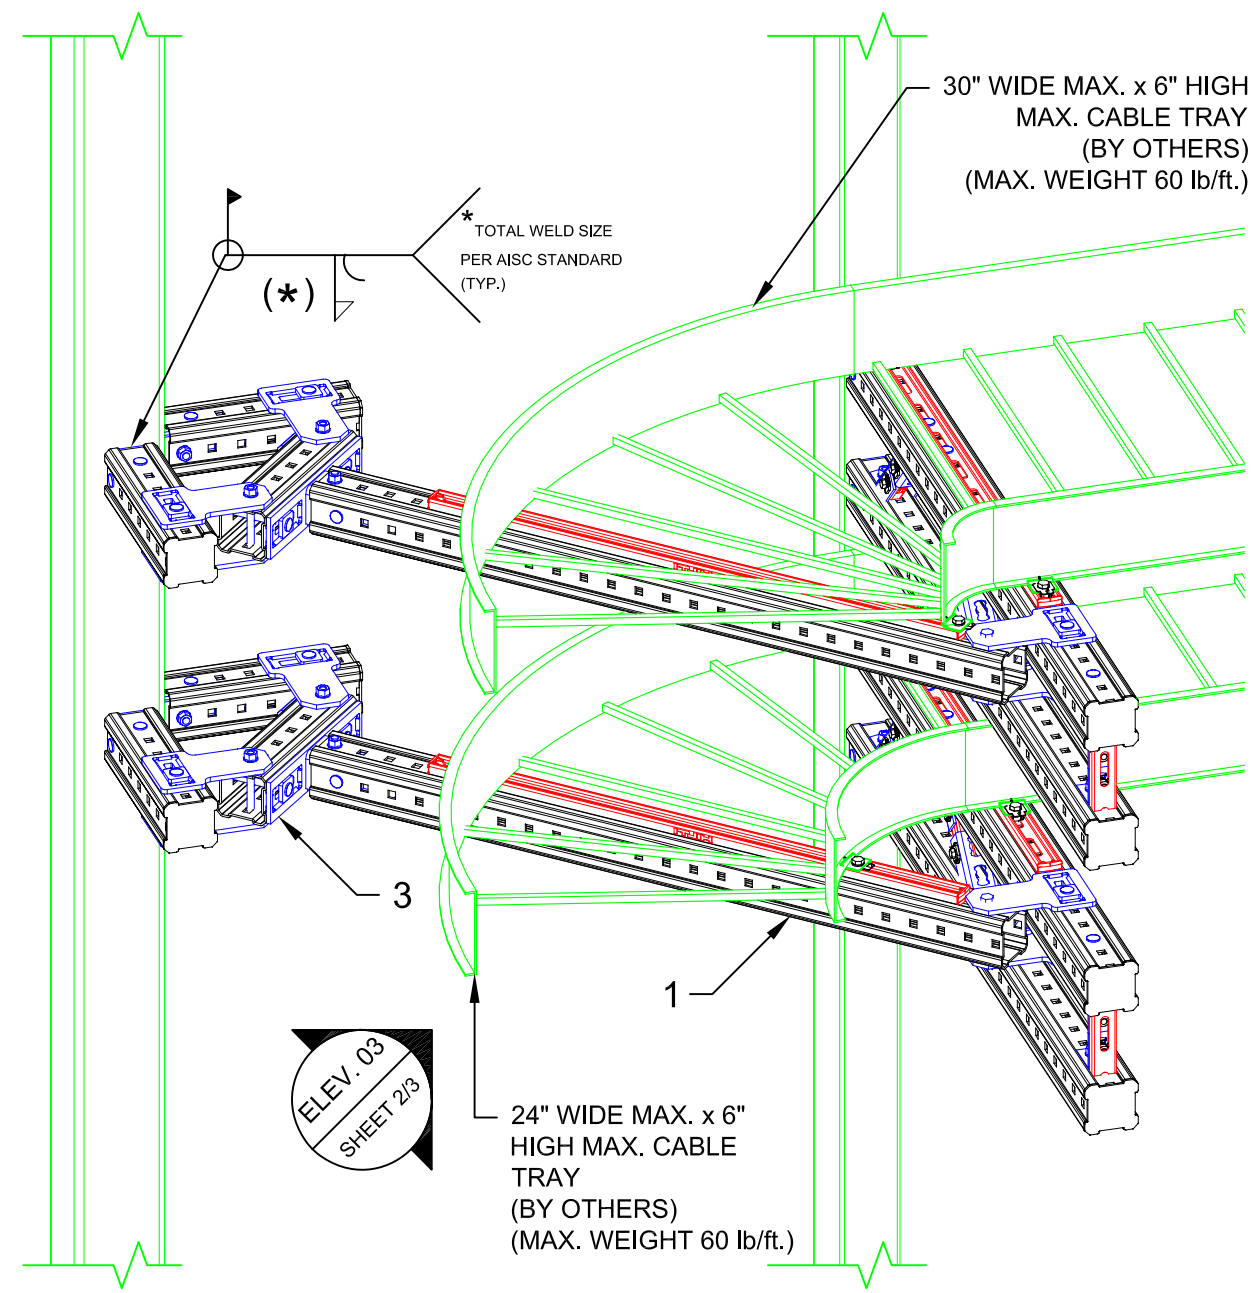 30" WIDE MAX. x 6" HIGH
MAX. CABLE TRAY
(BY OTHERS)
(MAX. WEIGHT 60 lb/ft.)
* TOTAL WELD SIZE
PER AISC STANDARD
(TYP.)
(*)
3
1
ELEV. 03
SHEET 2/3
24" WIDE MAX. x 6"
HIGH MAX. CABLE
TRAY
(BY OTHERS)
(MAX. WEIGHT 60 lb/ft.)